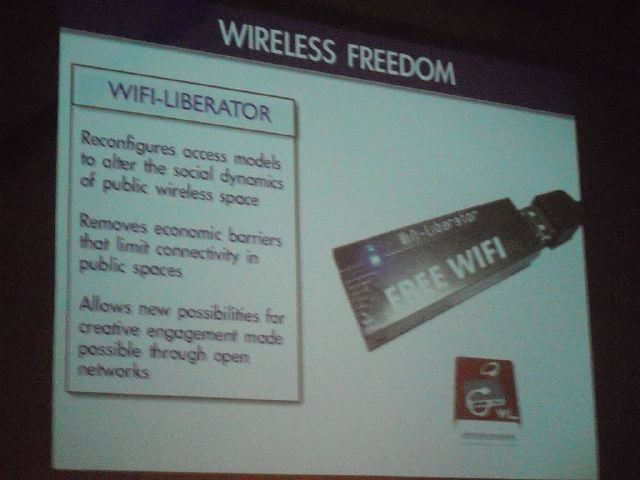 WIRELESS FREEDOM
WIFI-LIBERATOR
Reconfigures access models
to alter the social dynamics
of public wireless space
Removes economic barriers
that limit connectivity in
public spaces
Allows new possibilities for
creative engagement made
possible through open
networks
Wifi-Liberator
FREE WIFI